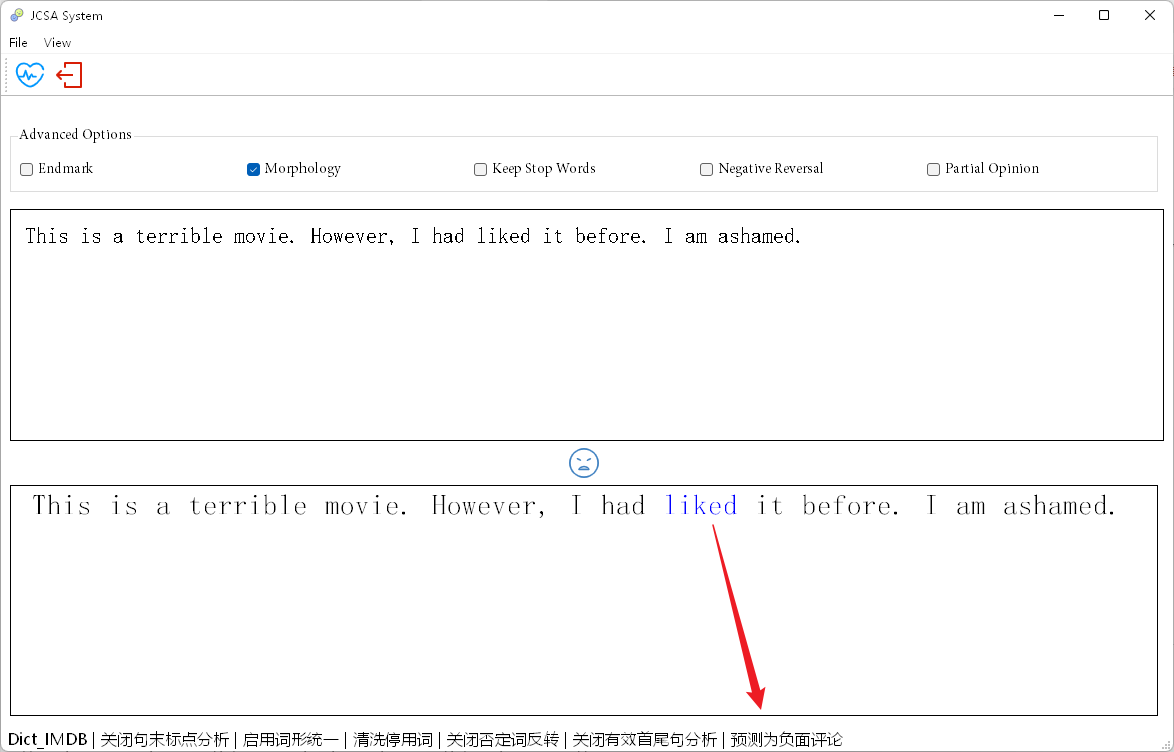 JCSA System
File View
Advanced Options
Endmark Morphology Keep Stop Words Negative Reversal Partial Opinion
This is a terrible movie. However, I had liked it before. I am ashamed.
This is a terrible movie. However, I had liked it before. I am ashamed.
Dict_IMDB | 关闭句末标点分析 | 启用词形统一 | 清洗停用词 | 关闭否定词反转 | 关闭有效首尾句分析 | 预测为负面评论